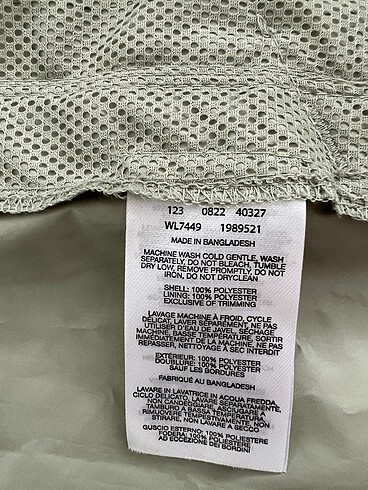 123 0822 40327
WL7449 1989521
MADE IN BANGLADESH
MACHINE WASH COLD GENTLE, WASH
SEPARATELY, DO NOT BLEACH, TUMBLE
DRY LOW, REMOVE PROMPTLY, DO NOT
IRON, DO NOT DRYCLEAN
SHELL: 100% POLYESTER
LINING: 100% POLYESTER
EXCLUSIVE OF TRIMMING
LAVAGE MACHINE À FROID, CYCLE
DÉLICAT, LAVER SÉPARÉMENT, NE PAS
UTILISER D'EAU DE JAVEL, SÉCHAGE
MACHINE, BASSE TEMPÉRATURE, SORTIR
IMMÉDIATEMENT DE LA MACHINE, NE PAS
REPASSER, NETTOYAGE À SEC INTERDIT
EXTÉRIEUR: 100% POLYESTER
DOUBLURE: 100% POLYESTER
SAUF LES BORDURES
FABRIQUÉ AU BANGLADESH
LAVARE IN LAVATRICE IN ACQUA FREDDA,
CICLO DELICATO, LAVARE SEPARATAMENTE,
NON CANDEGGIARE, ASCIUGARE A
TAMBURO A BASSA TEMPERATURA,
RIMUOVERE TEMPESTIVAMENTE, NON
STIRARE, NON LAVARE A SECCO
GUSCIO ESTERNO: 100% POLIESTERE
FODERA: 100% POLIESTERE
AD ECCEZIONE DEI BORDINI